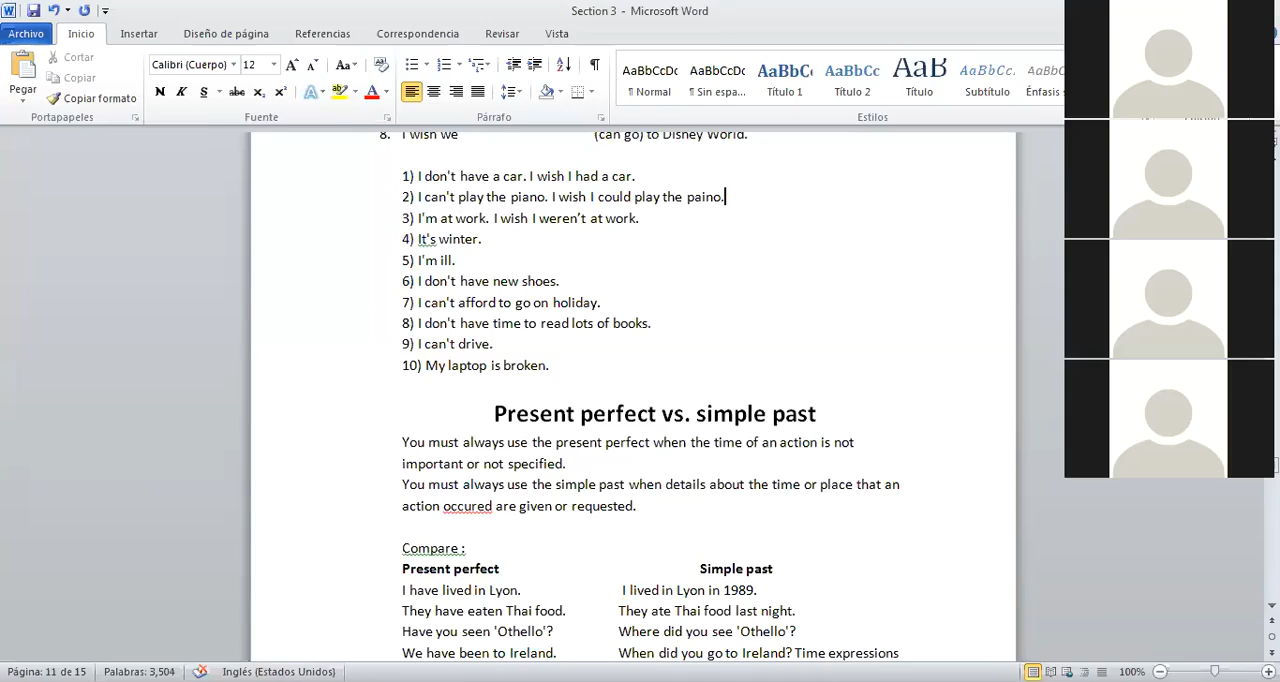 Section 3 - Microsoft Word
Archivo Inicio Insertar Diseño de página Referencias Correspondencia Revisar Vista
Cortar
Copiar
Copiar formato
Pegar
Portapapeles
Calibri (Cuerpo) 12
Fuente
Párrafo
AaBbCcDc AaBbCcDc AaBbC AaBbCc AaB AaBbCc. AaBbC
¶ Normal ¶ Sin espa... Título 1 Título 2 Título Subtítulo Énfasis
Estilos
8. I wish we (can go) to Disney World.
1) I don't have a car. I wish I had a car.
2) I can't play the piano. I wish I could play the paino.
3) I'm at work. I wish I weren’t at work.
4) It's winter.
5) I'm ill.
6) I don't have new shoes.
7) I can't afford to go on holiday.
8) I don't have time to read lots of books.
9) I can't drive.
10) My laptop is broken.
Present perfect vs. simple past
You must always use the present perfect when the time of an action is not
important or not specified.
You must always use the simple past when details about the time or place that an
action occured are given or requested.
Compare :
Present perfect Simple past
I have lived in Lyon. I lived in Lyon in 1989.
They have eaten Thai food. They ate Thai food last night.
Have you seen 'Othello'? Where did you see 'Othello'?
We have been to Ireland. When did you go to Ireland? Time expressions
Página: 11 de 15 Palabras: 3,504 Inglés (Estados Unidos) 100%